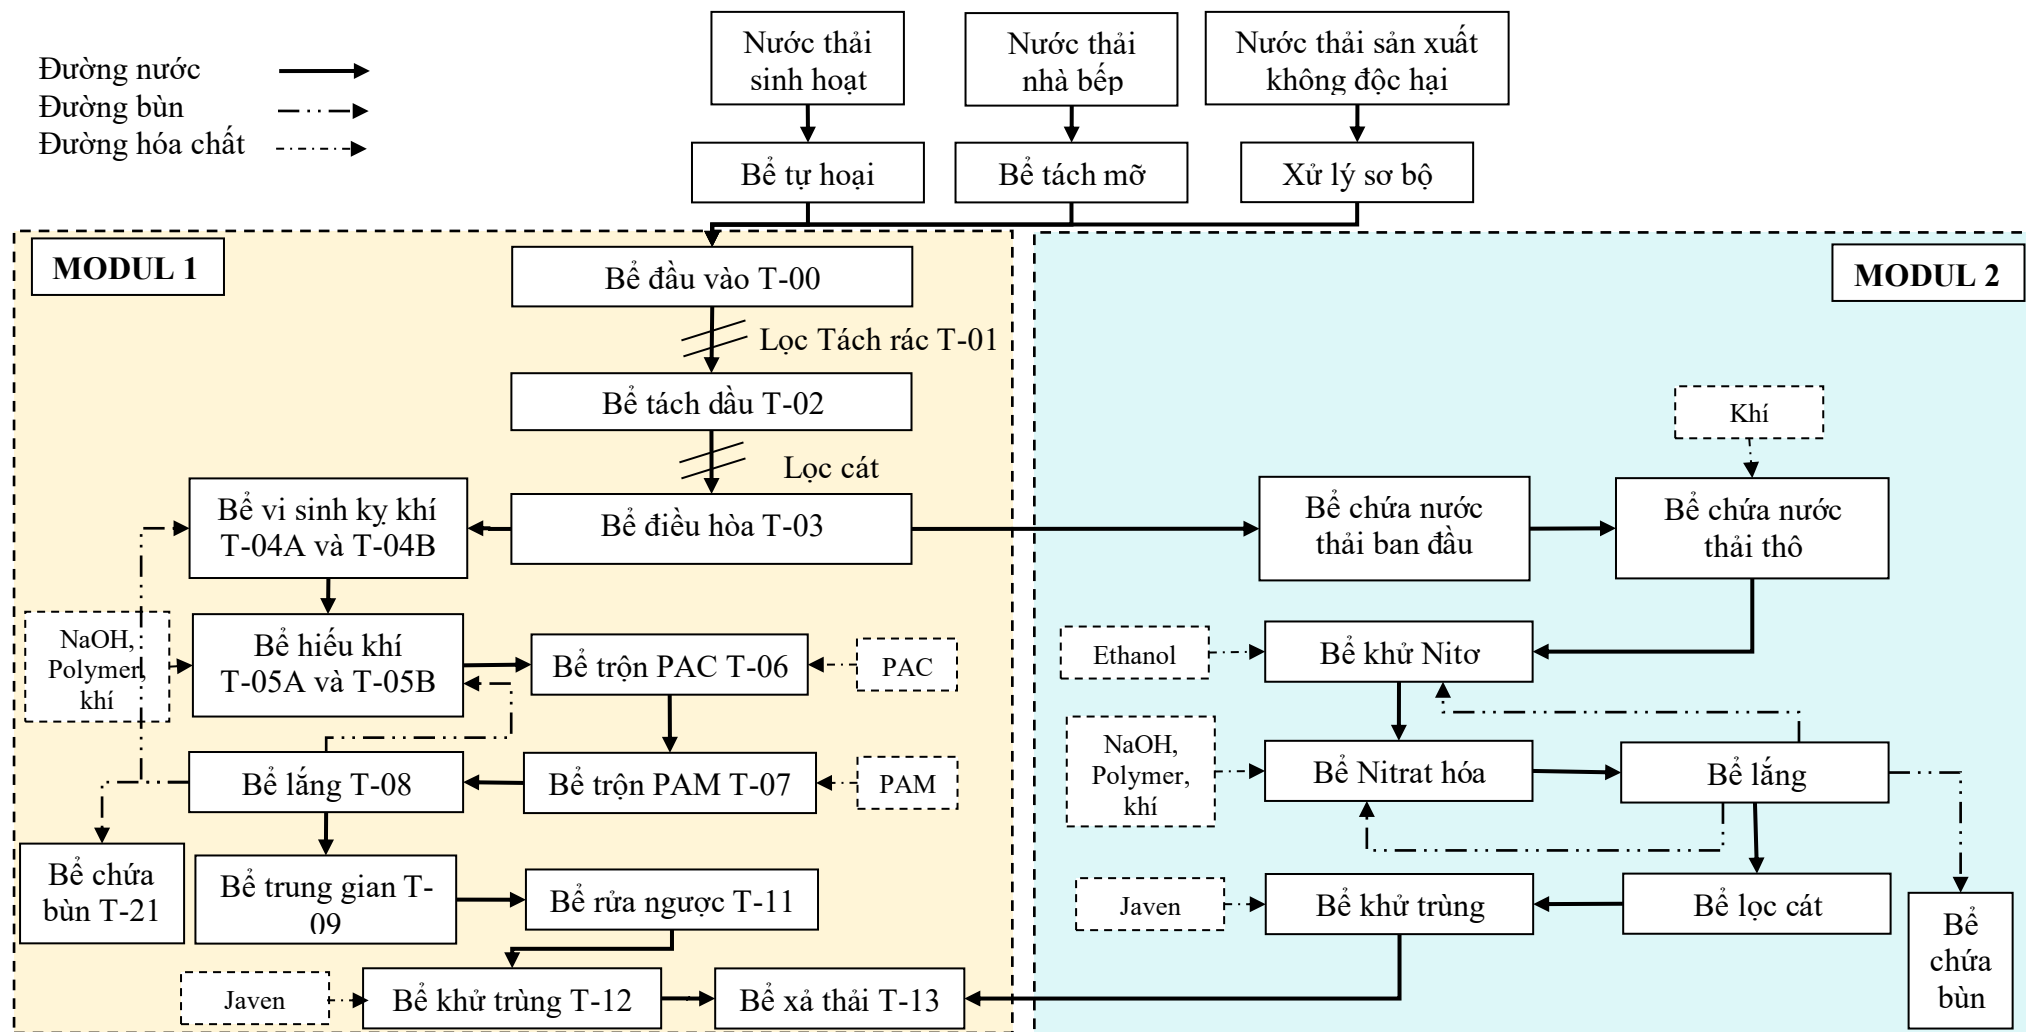 Nước thải
sinh hoạt
Nước thải
nhà bếp
Nước thải sản xuất
không độc hại
Đường nước
Đường bùn
Đường hóa chất
Bể tự hoại
Bể tách mỡ
Xử lý sơ bộ
MODUL 1
Bể đầu vào T-00
Lọc Tách rác T-01
Bể tách dầu T-02
Lọc cát
Bể vi sinh kỵ khí
T-04A và T-04B
Bể điều hòa T-03
NaOH,
Polymer,
khí
Bể hiếu khí
T-05A và T-05B
Bể trộn PAC T-06
PAC
Bể lắng T-08
Bể trộn PAM T-07
PAM
Bể chứa
bùn T-21
Bể trung gian T-
09
Bể rửa ngược T-11
Javen
Bể khử trùng T-12
Bể xả thải T-13
MODUL 2
Khí
Bể chứa nước
thải ban đầu
Bể chứa nước
thải thô
Ethanol
Bể khử Nitơ
NaOH,
Polymer,
khí
Bể Nitrat hóa
Bể lắng
Javen
Bể khử trùng
Bể lọc cát
Bể
chứa
bùn